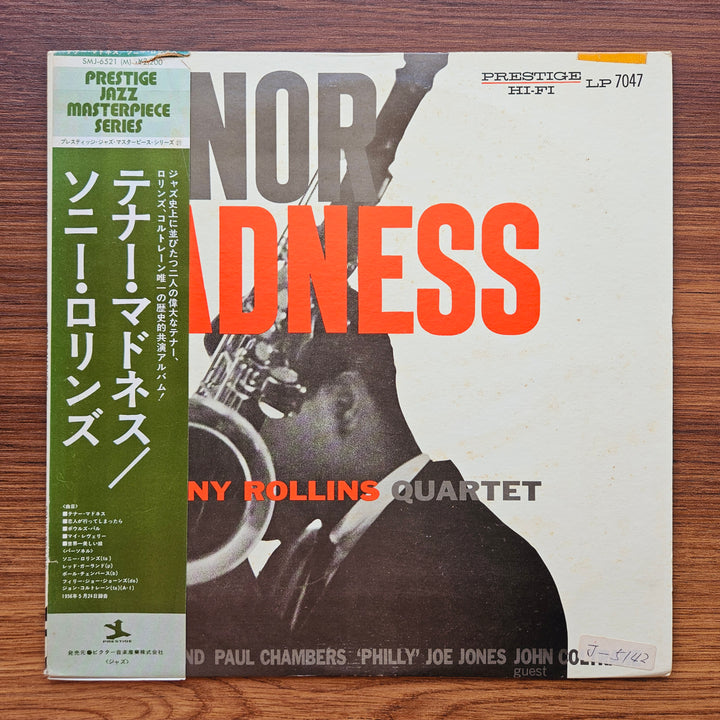 SMJ-6521 (M) ¥2,200
PRESTIGE
JAZZ
MASTERPIECE
SERIES
プレスティッジ・ジャズ・マスターピース・シリーズ
テナー・マドネス/
ソニー・ロリンズ
ジャズ史上に並びたつ二人の偉大なテナー、
ロリンズ、コルトレーン唯一の歴史的共演アルバム!
〈曲目〉
■テナー・マドネス
■恋人が行ってしまったら
■ポウルズ・パル
■マイ・レヴェリー
■世界一美しい娘
〈パーソネル〉
ソニー・ロリンズ(ts)
レッド・ガーランド(p)
ポール・チェンバース(b)
フィリー・ジョー・ジョーンズ(ds)
ジョン・コルトレーン(ts)(A-1)
1956年5月24日録音
PRESTIGE
発売元●ビクター音楽産業株式会社
〈ジャズ〉
PRESTIGE LP 7047
HI-FI
NOR
ADNESS
NY ROLLINS QUARTET
ND PAUL CHAMBERS 'PHILLY' JOE JONES JOHN COLT
guest
J-5142